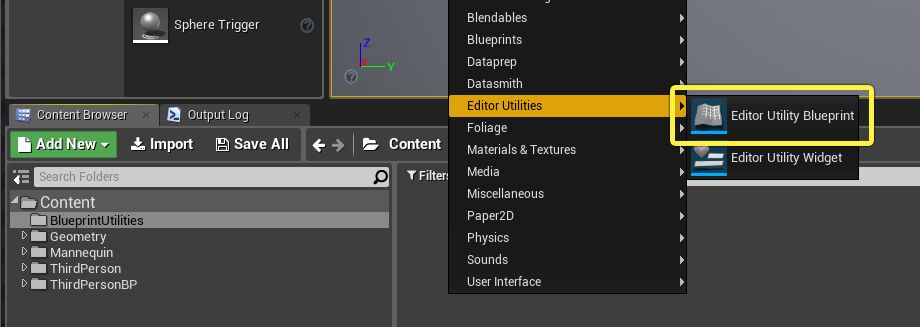 Sphere Trigger
Z
X
Y
Blendables
Blueprints
Dataprep
Datasmith
Editor Utilities
Foliage
Materials & Textures
Media
Miscellaneous
Paper2D
Physics
Sounds
User Interface
Editor Utility Blueprint
Editor Utility Widget
Content Browser
Output Log
Add New
Import
Save All
Content
Search Folders
Filters
Content
BlueprintUtilities
Geometry
Mannequin
ThirdPerson
ThirdPersonBP